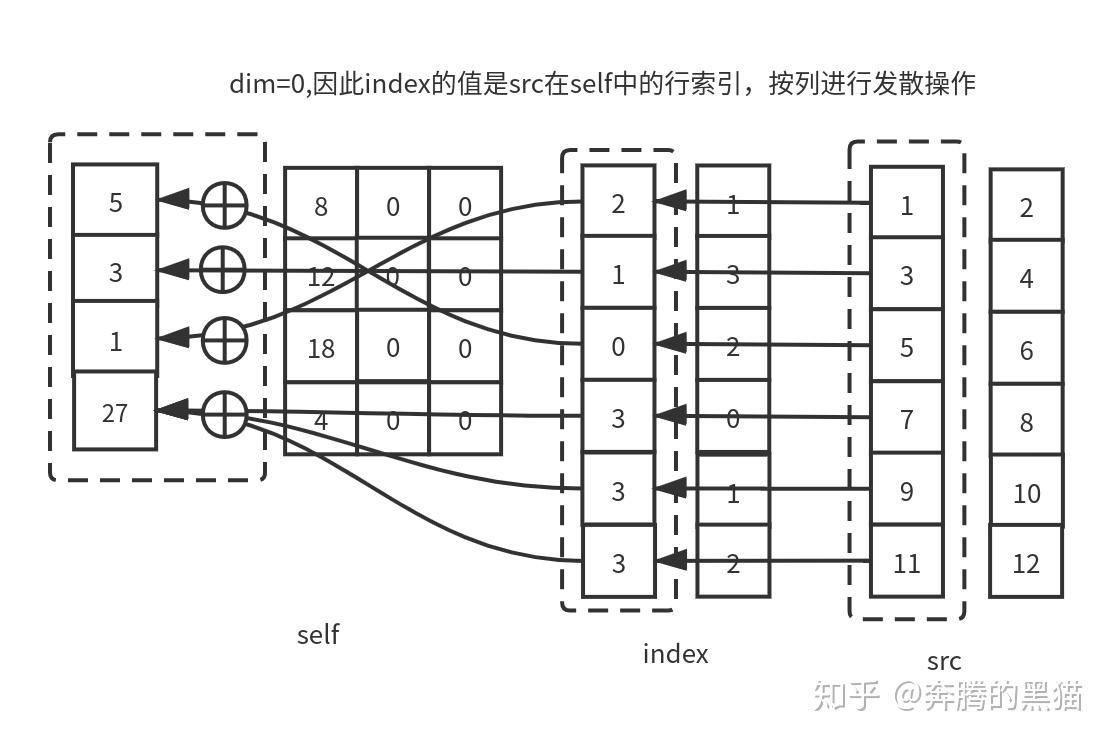 dim=0,因此index的值是src在self中的行索引，按列进行发散操作
5 8 0 0 2 1 1 2
3 12 0 0 1 3 3 4
1 18 0 0 0 2 5 6
27 4 0 0 3 0 7 8
3 1 9 10
3 2 11 12
self
index
src
知乎 @奔腾的黑猫